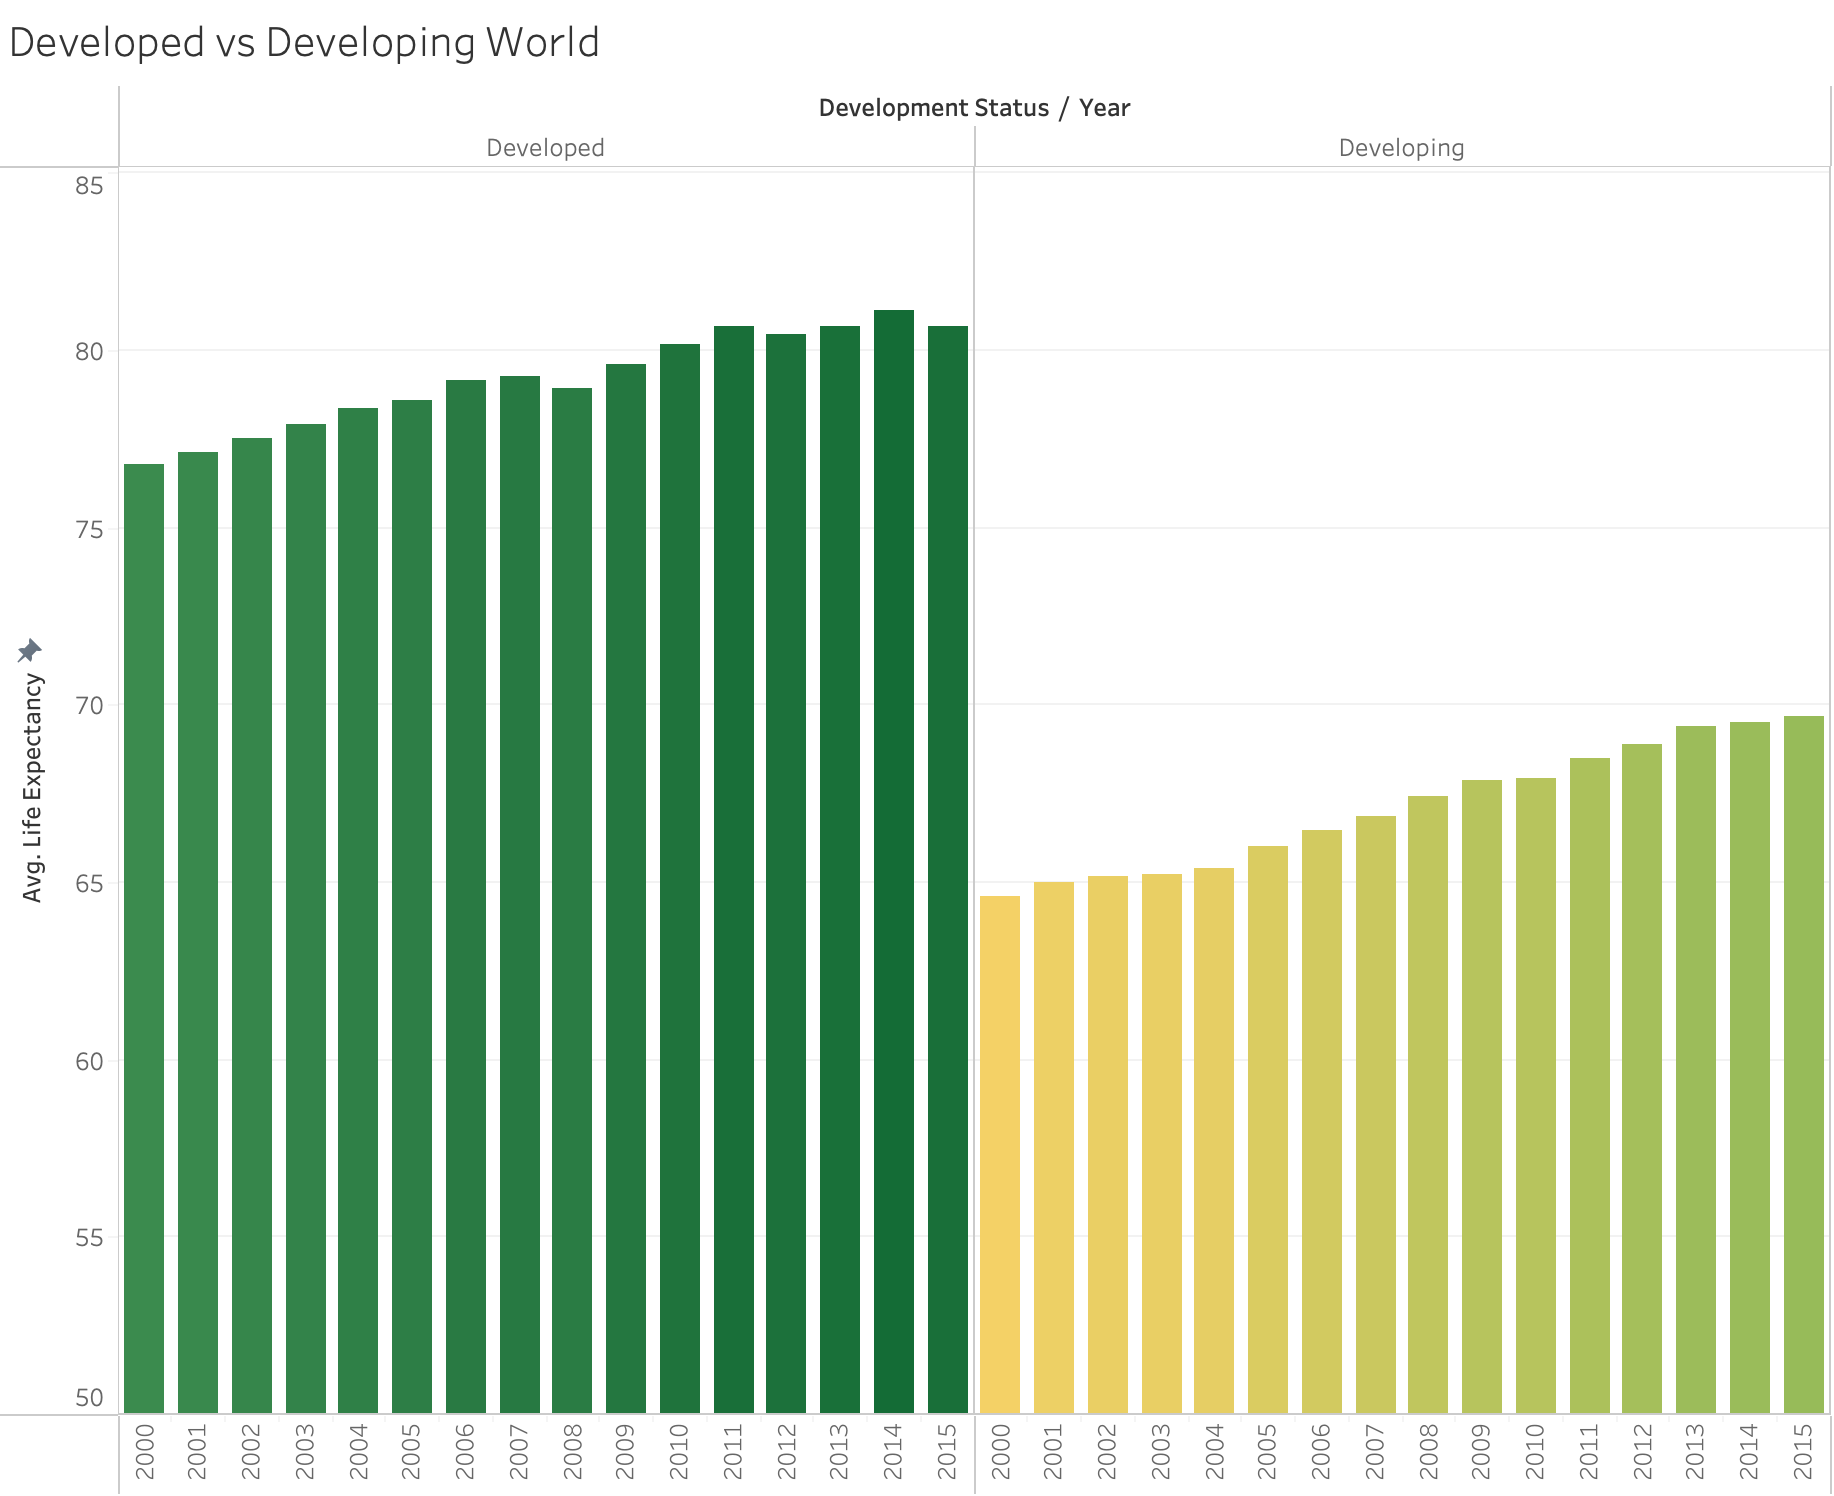 Developed vs Developing World
Development Status / Year
Developed
Developing
Avg. Life Expectancy
85
80
75
70
65
60
55
50
2000 2001 2002 2003 2004 2005 2006 2007 2008 2009 2010 2011 2012 2013 2014 2015 2000 2001 2002 2003 2004 2005 2006 2007 2008 2009 2010 2011 2012 2013 2014 2015